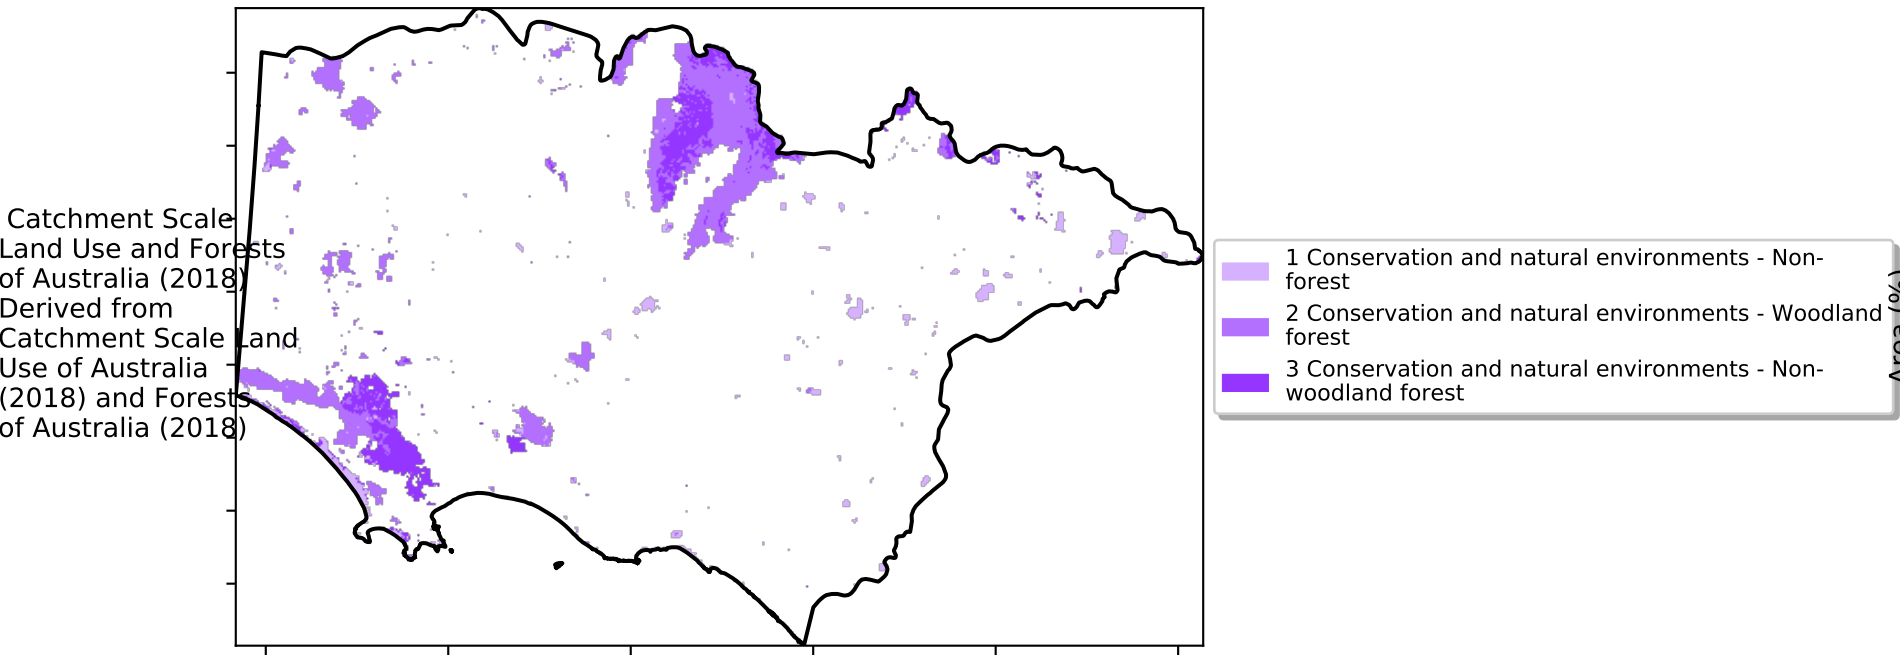 Catchment Scale
Land Use and Forests
of Australia (2018)
Derived from
Catchment Scale Land
Use of Australia
(2018) and Forests
of Australia (2018)
1 Conservation and natural environments - Non-
forest
2 Conservation and natural environments - Woodland
forest
3 Conservation and natural environments - Non-
woodland forest